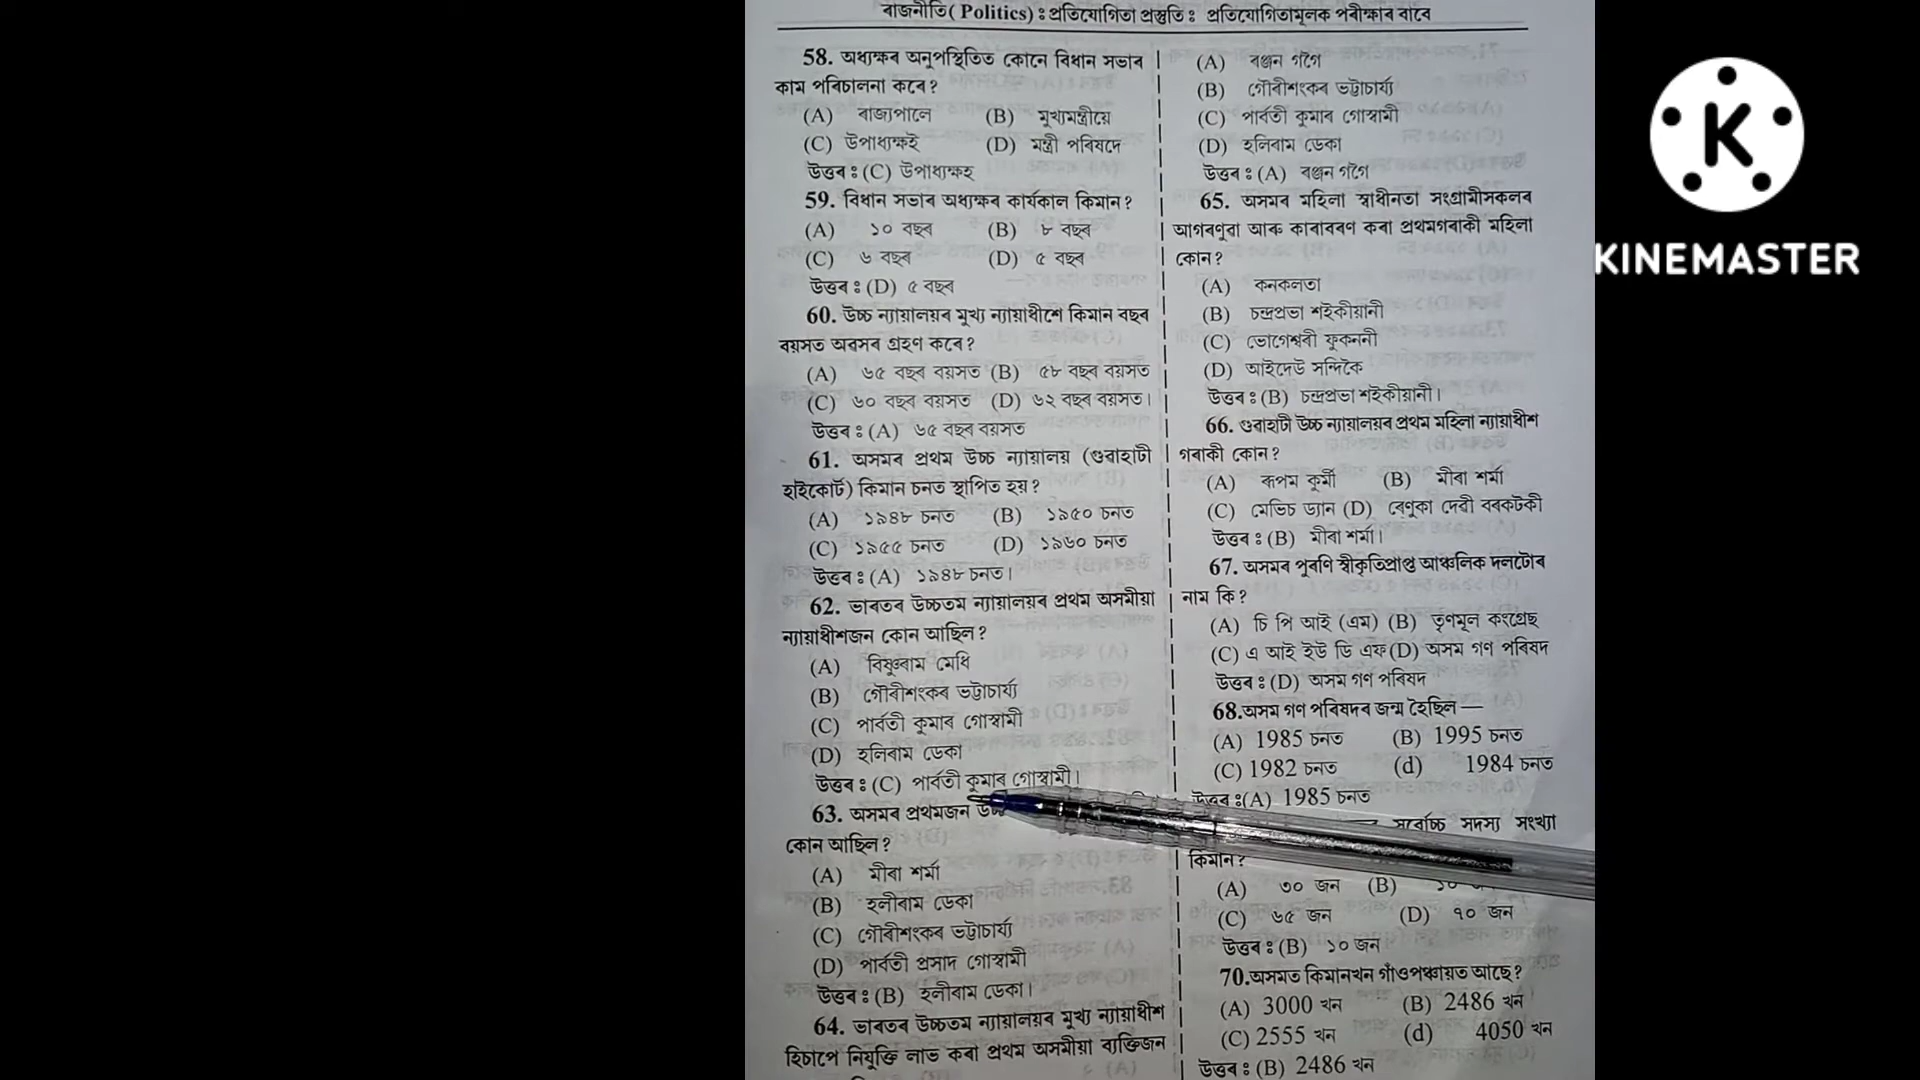 ৰাজনীতি( Politics) ঃ প্ৰতিযোগিতা প্ৰস্তুতি ঃ প্ৰতিযোগিতামূলক পৰীক্ষাৰ বাবে
58. অধ্যক্ষৰ অনুপস্থিতিত কোনে বিধান সভাৰ
কাম পৰিচালনা কৰে?
(A) ৰাজ্যপালে (B) মুখ্যমন্ত্ৰীয়ে
(C) উপাধ্যক্ষই (D) মন্ত্ৰী পৰিষদে
উত্তৰ ঃ (C) উপাধ্যক্ষহ
59. বিধান সভাৰ অধ্যক্ষৰ কাৰ্যকাল কিমান?
(A) ১০ বছৰ (B) ৮ বছৰ
(C) ৬ বছৰ (D) ৫ বছৰ
উত্তৰ ঃ (D) ৫ বছৰ
60. উচ্চ ন্যায়ালয়ৰ মুখ্য ন্যায়াধীশে কিমান বছৰ
বয়সত অবসৰ গ্ৰহণ কৰে?
(A) ৬৫ বছৰ বয়সত (B) ৫৮ বছৰ বয়সত
(C) ৬০ বছৰ বয়সত (D) ৬২ বছৰ বয়সত।
উত্তৰ ঃ (A) ৬৫ বছৰ বয়সত
61. অসমৰ প্ৰথম উচ্চ ন্যায়ালয় (গুৱাহাটী
হাইকোৰ্ট) কিমান চনত স্থাপিত হয়?
(A) ১৯৪৮ চনত (B) ১৯৫০ চনত
(C) ১৯৫৫ চনত (D) ১৯৬০ চনত
উত্তৰ ঃ (A) ১৯৪৮ চনত।
62. ভাৰতৰ উচ্চতম ন্যায়ালয়ৰ প্ৰথম অসমীয়া
ন্যায়াধীশজন কোন আছিল?
(A) বিষ্ণুৰাম মেধি
(B) গৌৰীশংকৰ ভট্টাচাৰ্য্য
(C) পাৰ্বতী কুমাৰ গোস্বামী
(D) হলিৰাম ডেকা
উত্তৰ ঃ (C) পাৰ্বতী কুমাৰ গোস্বামী।
63. অসমৰ প্ৰথমজন উচ্চ
কোন আছিল?
(A) মীৰা শৰ্মা
(B) হলীৰাম ডেকা
(C) গৌৰীশংকৰ ভট্টাচাৰ্য্য
(D) পাৰ্বতী প্ৰসাদ গোস্বামী
উত্তৰ ঃ (B) হলীৰাম ডেকা।
64. ভাৰতৰ উচ্চতম ন্যায়ালয়ৰ মুখ্য ন্যায়াধীশ
হিচাপে নিযুক্তি লাভ কৰা প্ৰথম অসমীয়া ব্যক্তিজন
(A) ৰঞ্জন গগৈ
(B) গৌৰীশংকৰ ভট্টাচাৰ্য্য
(C) পাৰ্বতী কুমাৰ গোস্বামী
(D) হলিৰাম ডেকা
উত্তৰ ঃ (A) ৰঞ্জন গগৈ
65. অসমৰ মহিলা স্বাধীনতা সংগ্ৰামীসকলৰ
আগৰণুৱা আৰু কাৰাবৰণ কৰা প্ৰথমগৰাকী মহিলা
কোন?
(A) কনকলতা
(B) চন্দ্ৰপ্ৰভা শইকীয়ানী
(C) ভোগেশ্বৰী ফুকননী
(D) আইদেউ সন্দিকৈ
উত্তৰ ঃ (B) চন্দ্ৰপ্ৰভা শইকীয়ানী।
66. গুৱাহাটী উচ্চ ন্যায়ালয়ৰ প্ৰথম মহিলা ন্যায়াধীশ
গৰাকী কোন?
(A) ৰূপম কুৰ্মী (B) মীৰা শৰ্মা
(C) মেভিচ ড্যান (D) ৰেণুকা দেৱী বৰকটকী
উত্তৰ ঃ (B) মীৰা শৰ্মা।
67. অসমৰ পুৰণি স্বীকৃতিপ্ৰাপ্ত আঞ্চলিক দলটোৰ
নাম কি?
(A) চি পি আই (এম) (B) তৃণমূল কংগ্ৰেছ
(C) এ আই ইউ ডি এফ(D) অসম গণ পৰিষদ
উত্তৰ ঃ (D) অসম গণ পৰিষদ
68.অসম গণ পৰিষদৰ জন্ম হৈছিল —
(A) 1985 চনত (B) 1995 চনত
(C) 1982 চনত (d) 1984 চনত
উত্তৰ ঃ(A) 1985 চনত
সৰ্বোচ্চ সদস্য সংখ্যা
কিমান?
(A) ৩০ জন (B) ১০ জন
(C) ৬৫ জন (D) ৭০ জন
উত্তৰ ঃ (B) ১০ জন
70.অসমত কিমানখন গাঁওপঞ্চায়ত আছে?
(A) 3000 খন (B) 2486 খন
(C) 2555 খন (d) 4050 খন
উত্তৰ ঃ (B) 2486 খন
K
KINEMASTER